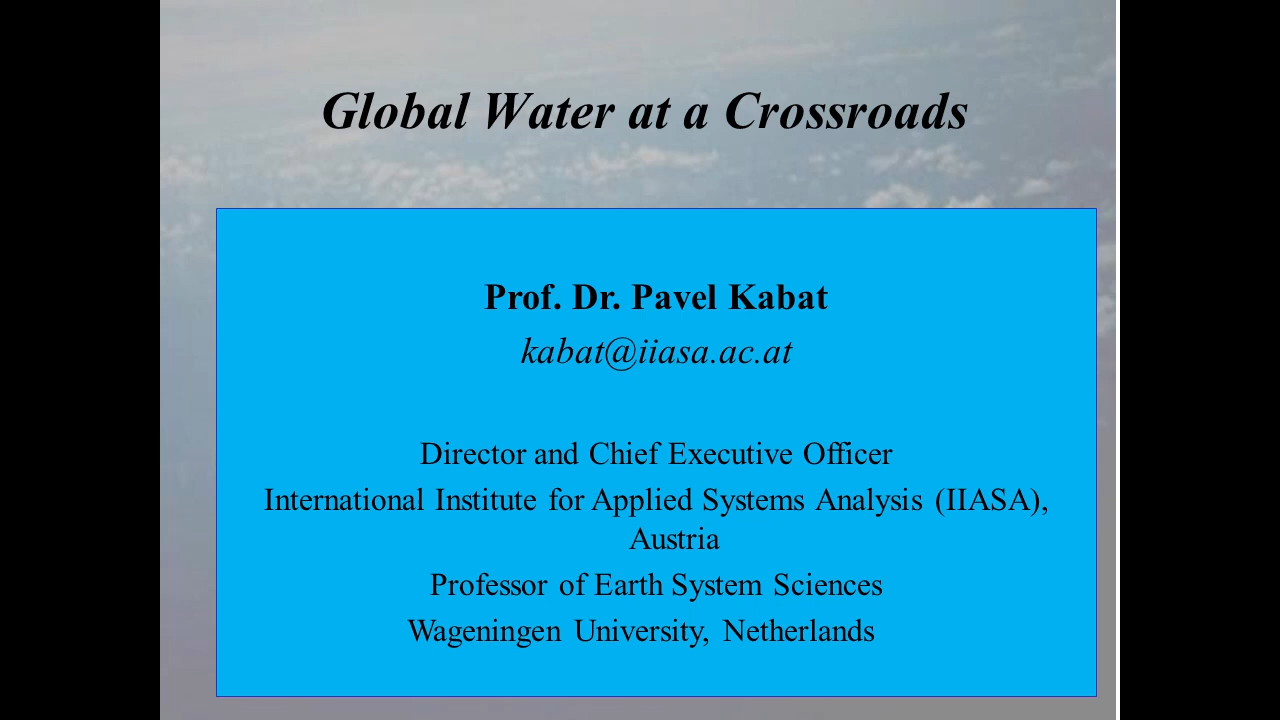 Global Water at a Crossroads
Prof. Dr. Pavel Kabat
kabat@iiasa.ac.at
Director and Chief Executive Officer
International Institute for Applied Systems Analysis (IIASA),
Austria
Professor of Earth System Sciences
Wageningen University, Netherlands